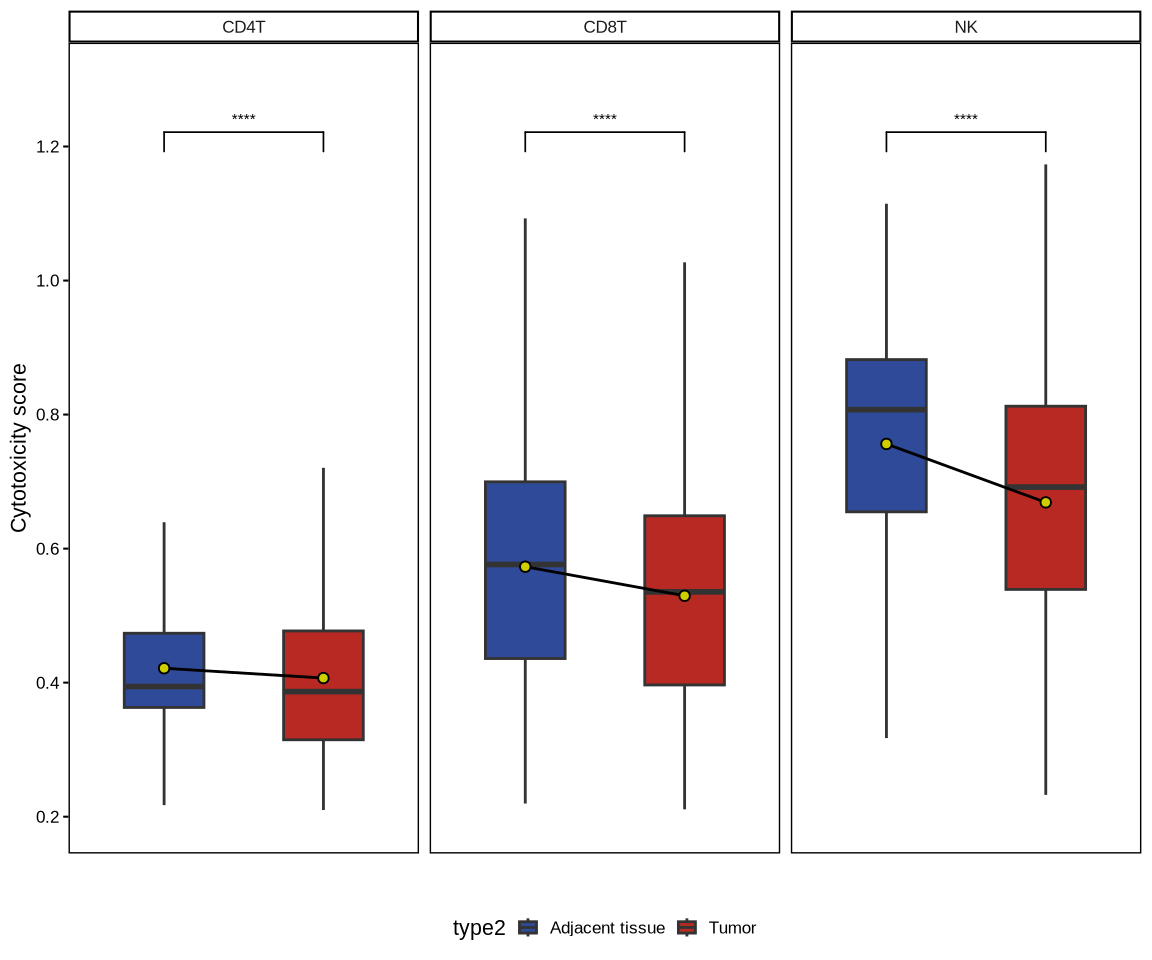 CD4T CD8T NK
**** **** ****
1.2
1.0
0.8
0.6
0.4
0.2
Cytotoxicity score
type2 Adjacent tissue Tumor